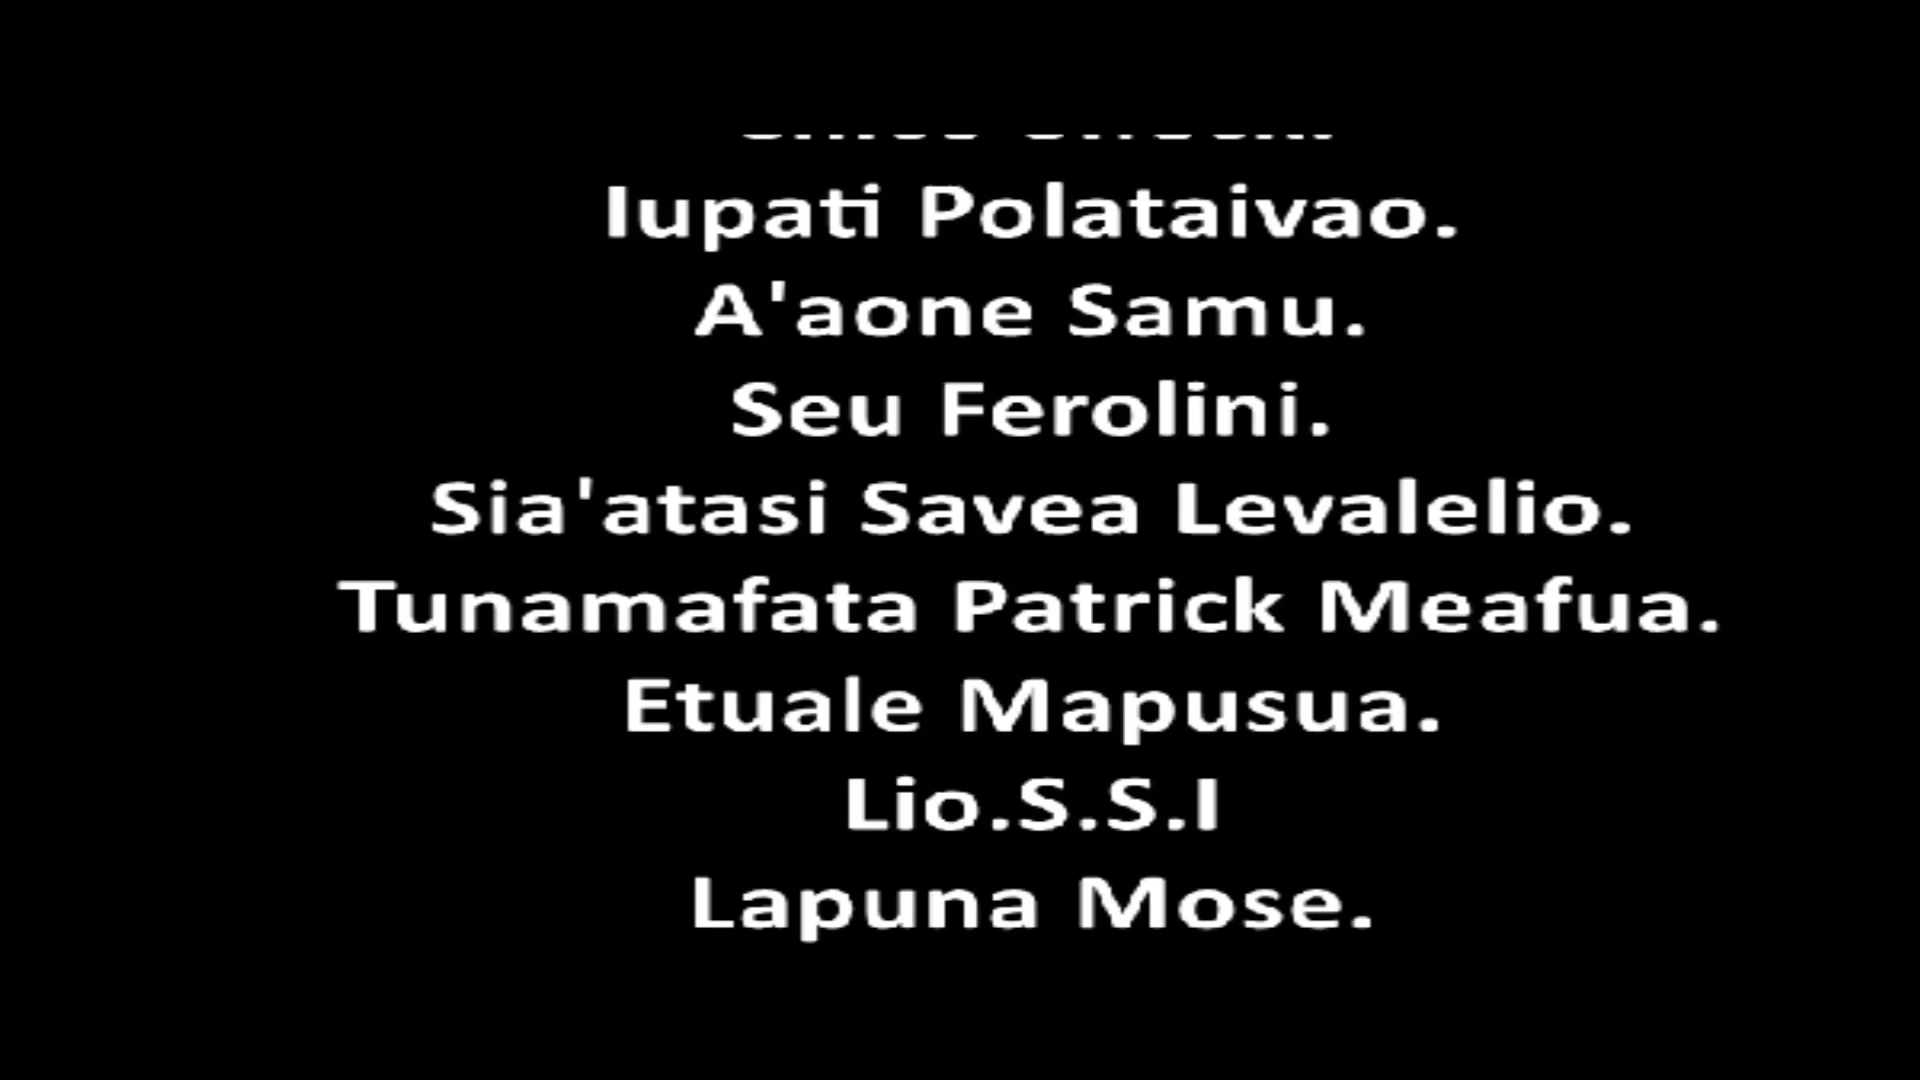 Iupati Polataivao.
A'aone Samu.
Seu Ferolini.
Sia'atasi Savea Levalelio.
Tunamafata Patrick Meafua.
Etuale Mapusua.
Lio.S.S.I
Lapuna Mose.